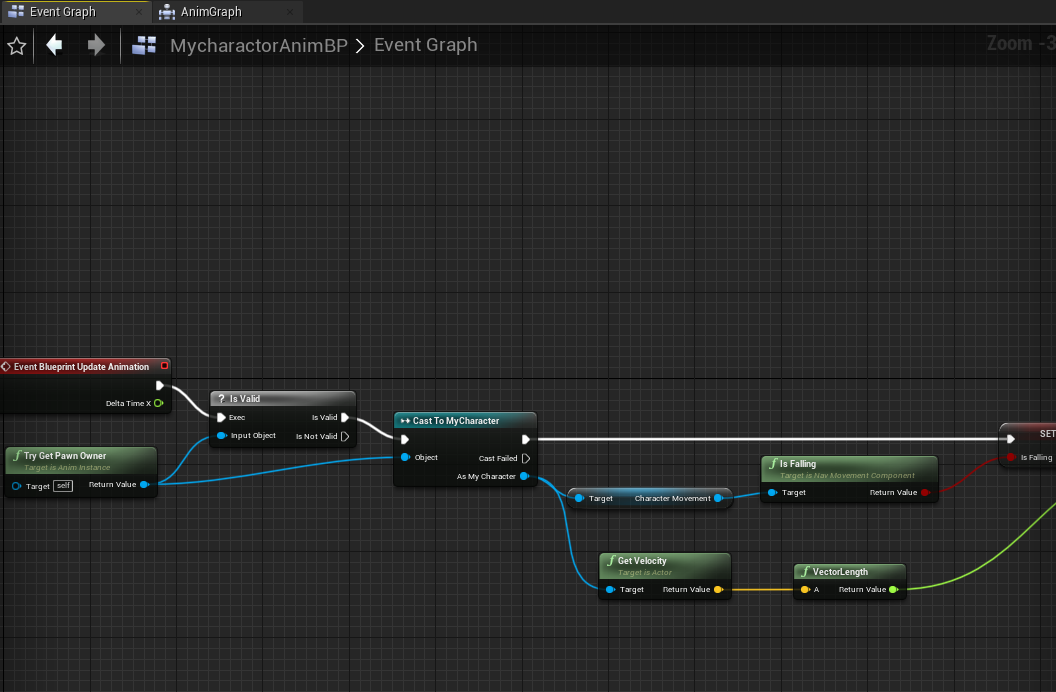 Event Graph
AnimGraph
MycharactorAnimBP > Event Graph
Zoom -3
Event Blueprint Update Animation
Delta Time X
Try Get Pawn Owner
Target is Anim Instance
Target self
Return Value
? Is Valid
Exec
Is Valid
Input Object
Is Not Valid
Cast To MyCharacter
Object
Cast Failed
As My Character
Target
Character Movement
f Is Falling
Target is Nav Movement Component
Target
Return Value
SET
Is Falling
f Get Velocity
Target is Actor
Target
Return Value
f VectorLength
A
Return Value